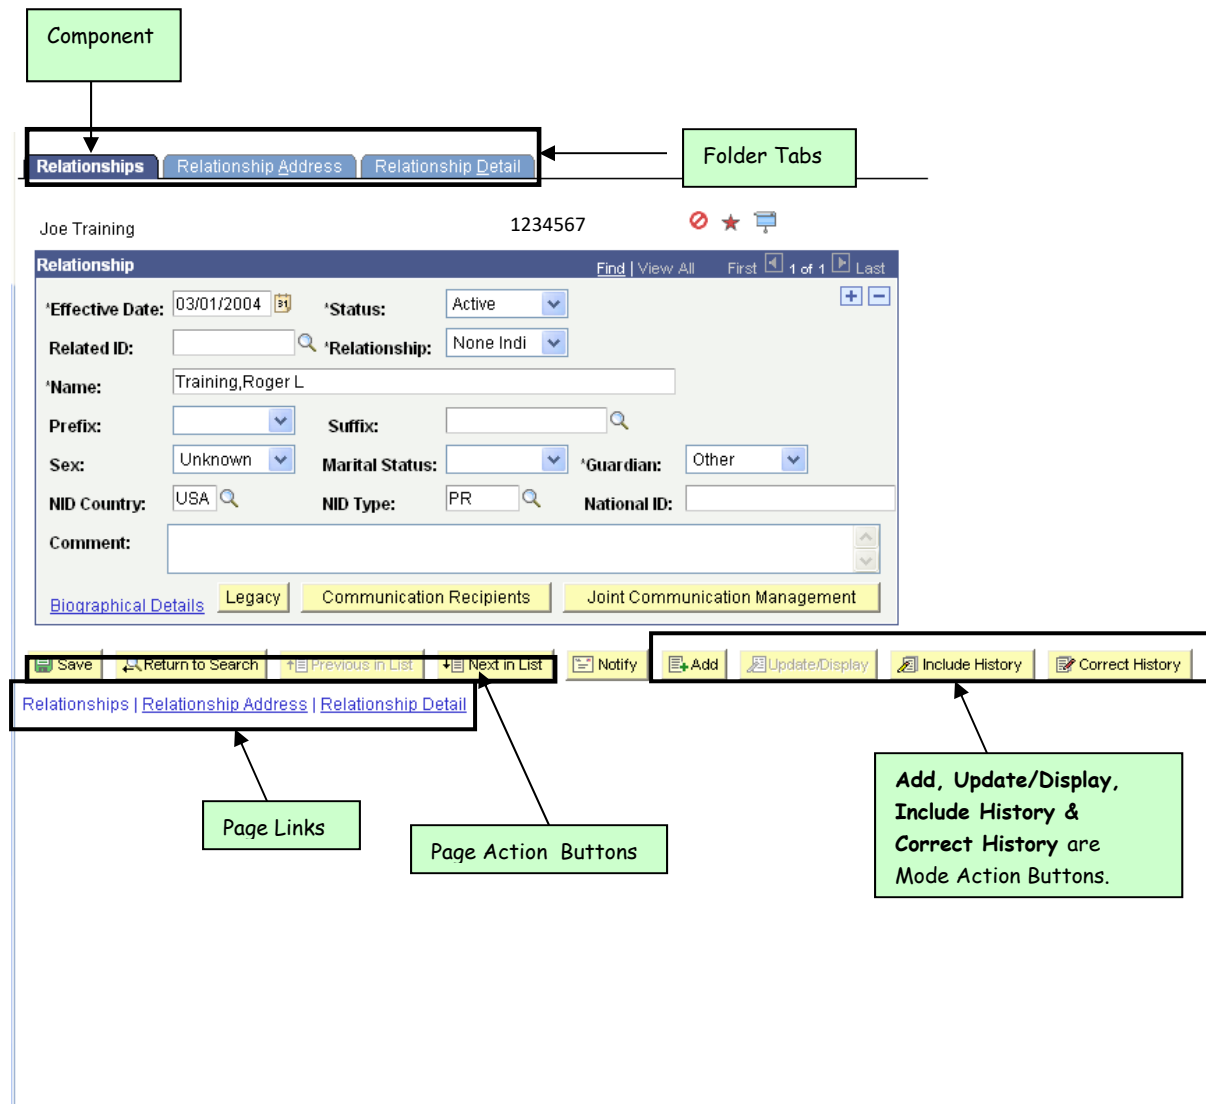 Component
Folder Tabs
Relationships Relationship Address Relationship Detail
Joe Training 1234567
Relationship Find | View All First 1 of 1 Last
*Effective Date: 03/01/2004 31 *Status: Active
Related ID: *Relationship: None Indi
*Name: Training,Roger L
Prefix: Suffix:
Sex: Unknown Marital Status: *Guardian: Other
NID Country: USA NID Type: PR National ID:
Comment:
Biographical Details Legacy Communication Recipients Joint Communication Management
Save Return to Search Previous in List Next in List Notify Add Update/Display Include History Correct History
Relationships | Relationship Address | Relationship Detail
Page Links
Page Action Buttons
Add, Update/Display,
Include History &
Correct History are
Mode Action Buttons.